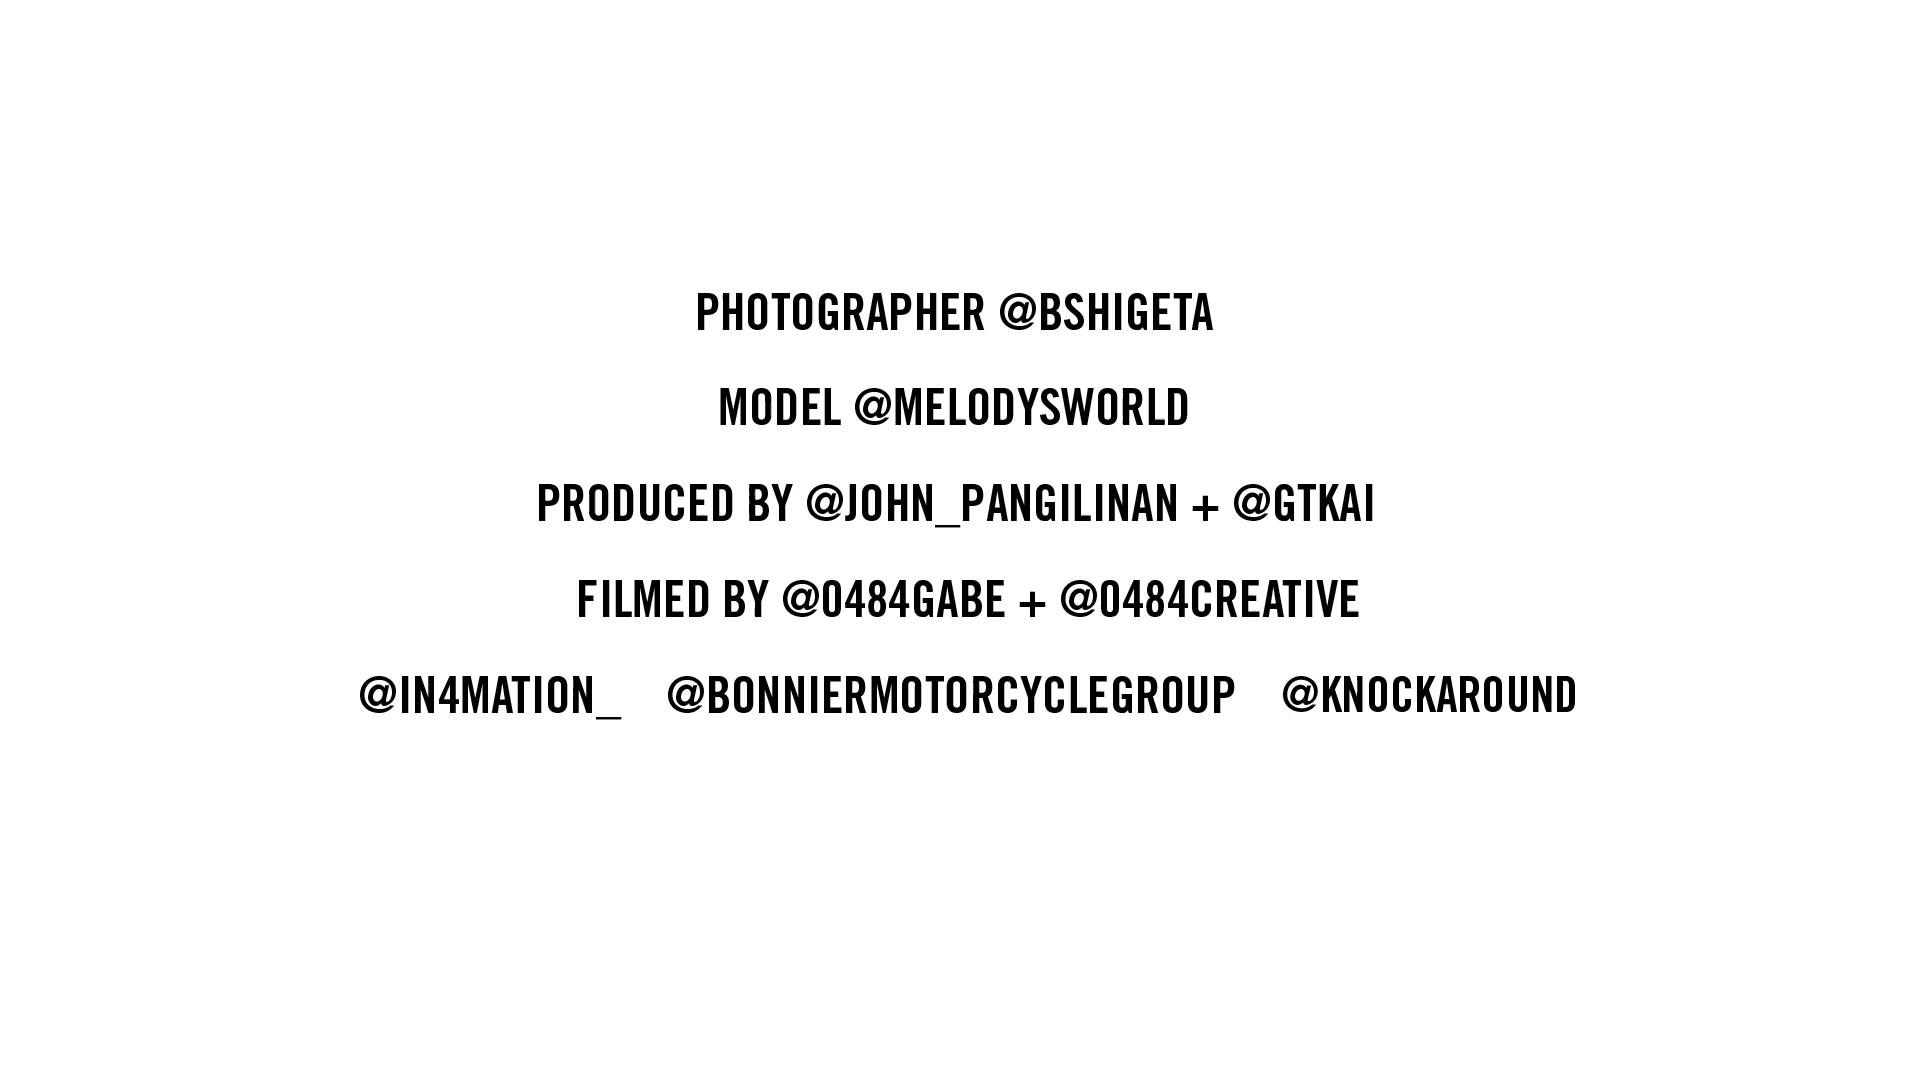 PHOTOGRAPHER @BSHIGETA
MODEL @MELODYSWORLD
PRODUCED BY @JOHN_PANGILINAN + @GTKAI
FILMED BY @0484GABE + @0484CREATIVE
@IN4MATION_ @BONNIERMOTORCYCLEGROUP @KNOCKAROUND